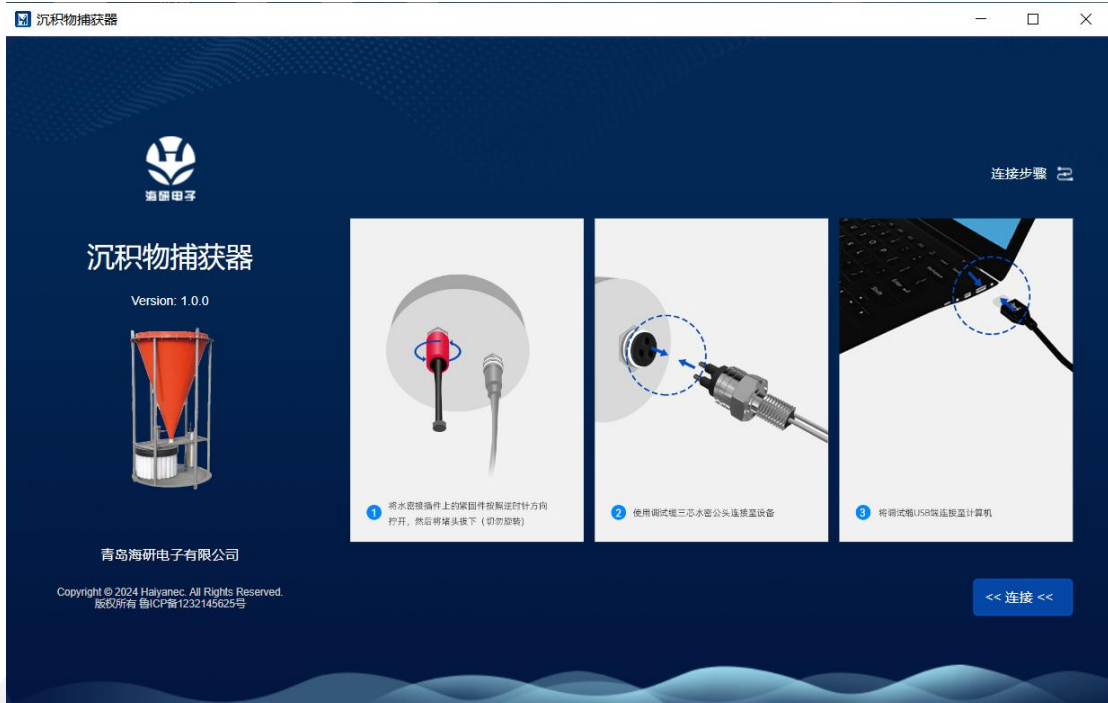 沉积物捕获器
海研电子
沉积物捕获器
Version: 1.0.0
青岛海研电子有限公司
Copyright © 2024 Haiyanec. All Rights Reserved.
版权所有 鲁ICP备1232145625号
连接步骤
1 将水密接插件上的紧固件按照逆时针方向
拧开，然后将堵头拔下（切勿旋转）
2 使用调试缆三芯水密公头连接至设备
3 将调试缆USB端连接至计算机
<< 连接 <<